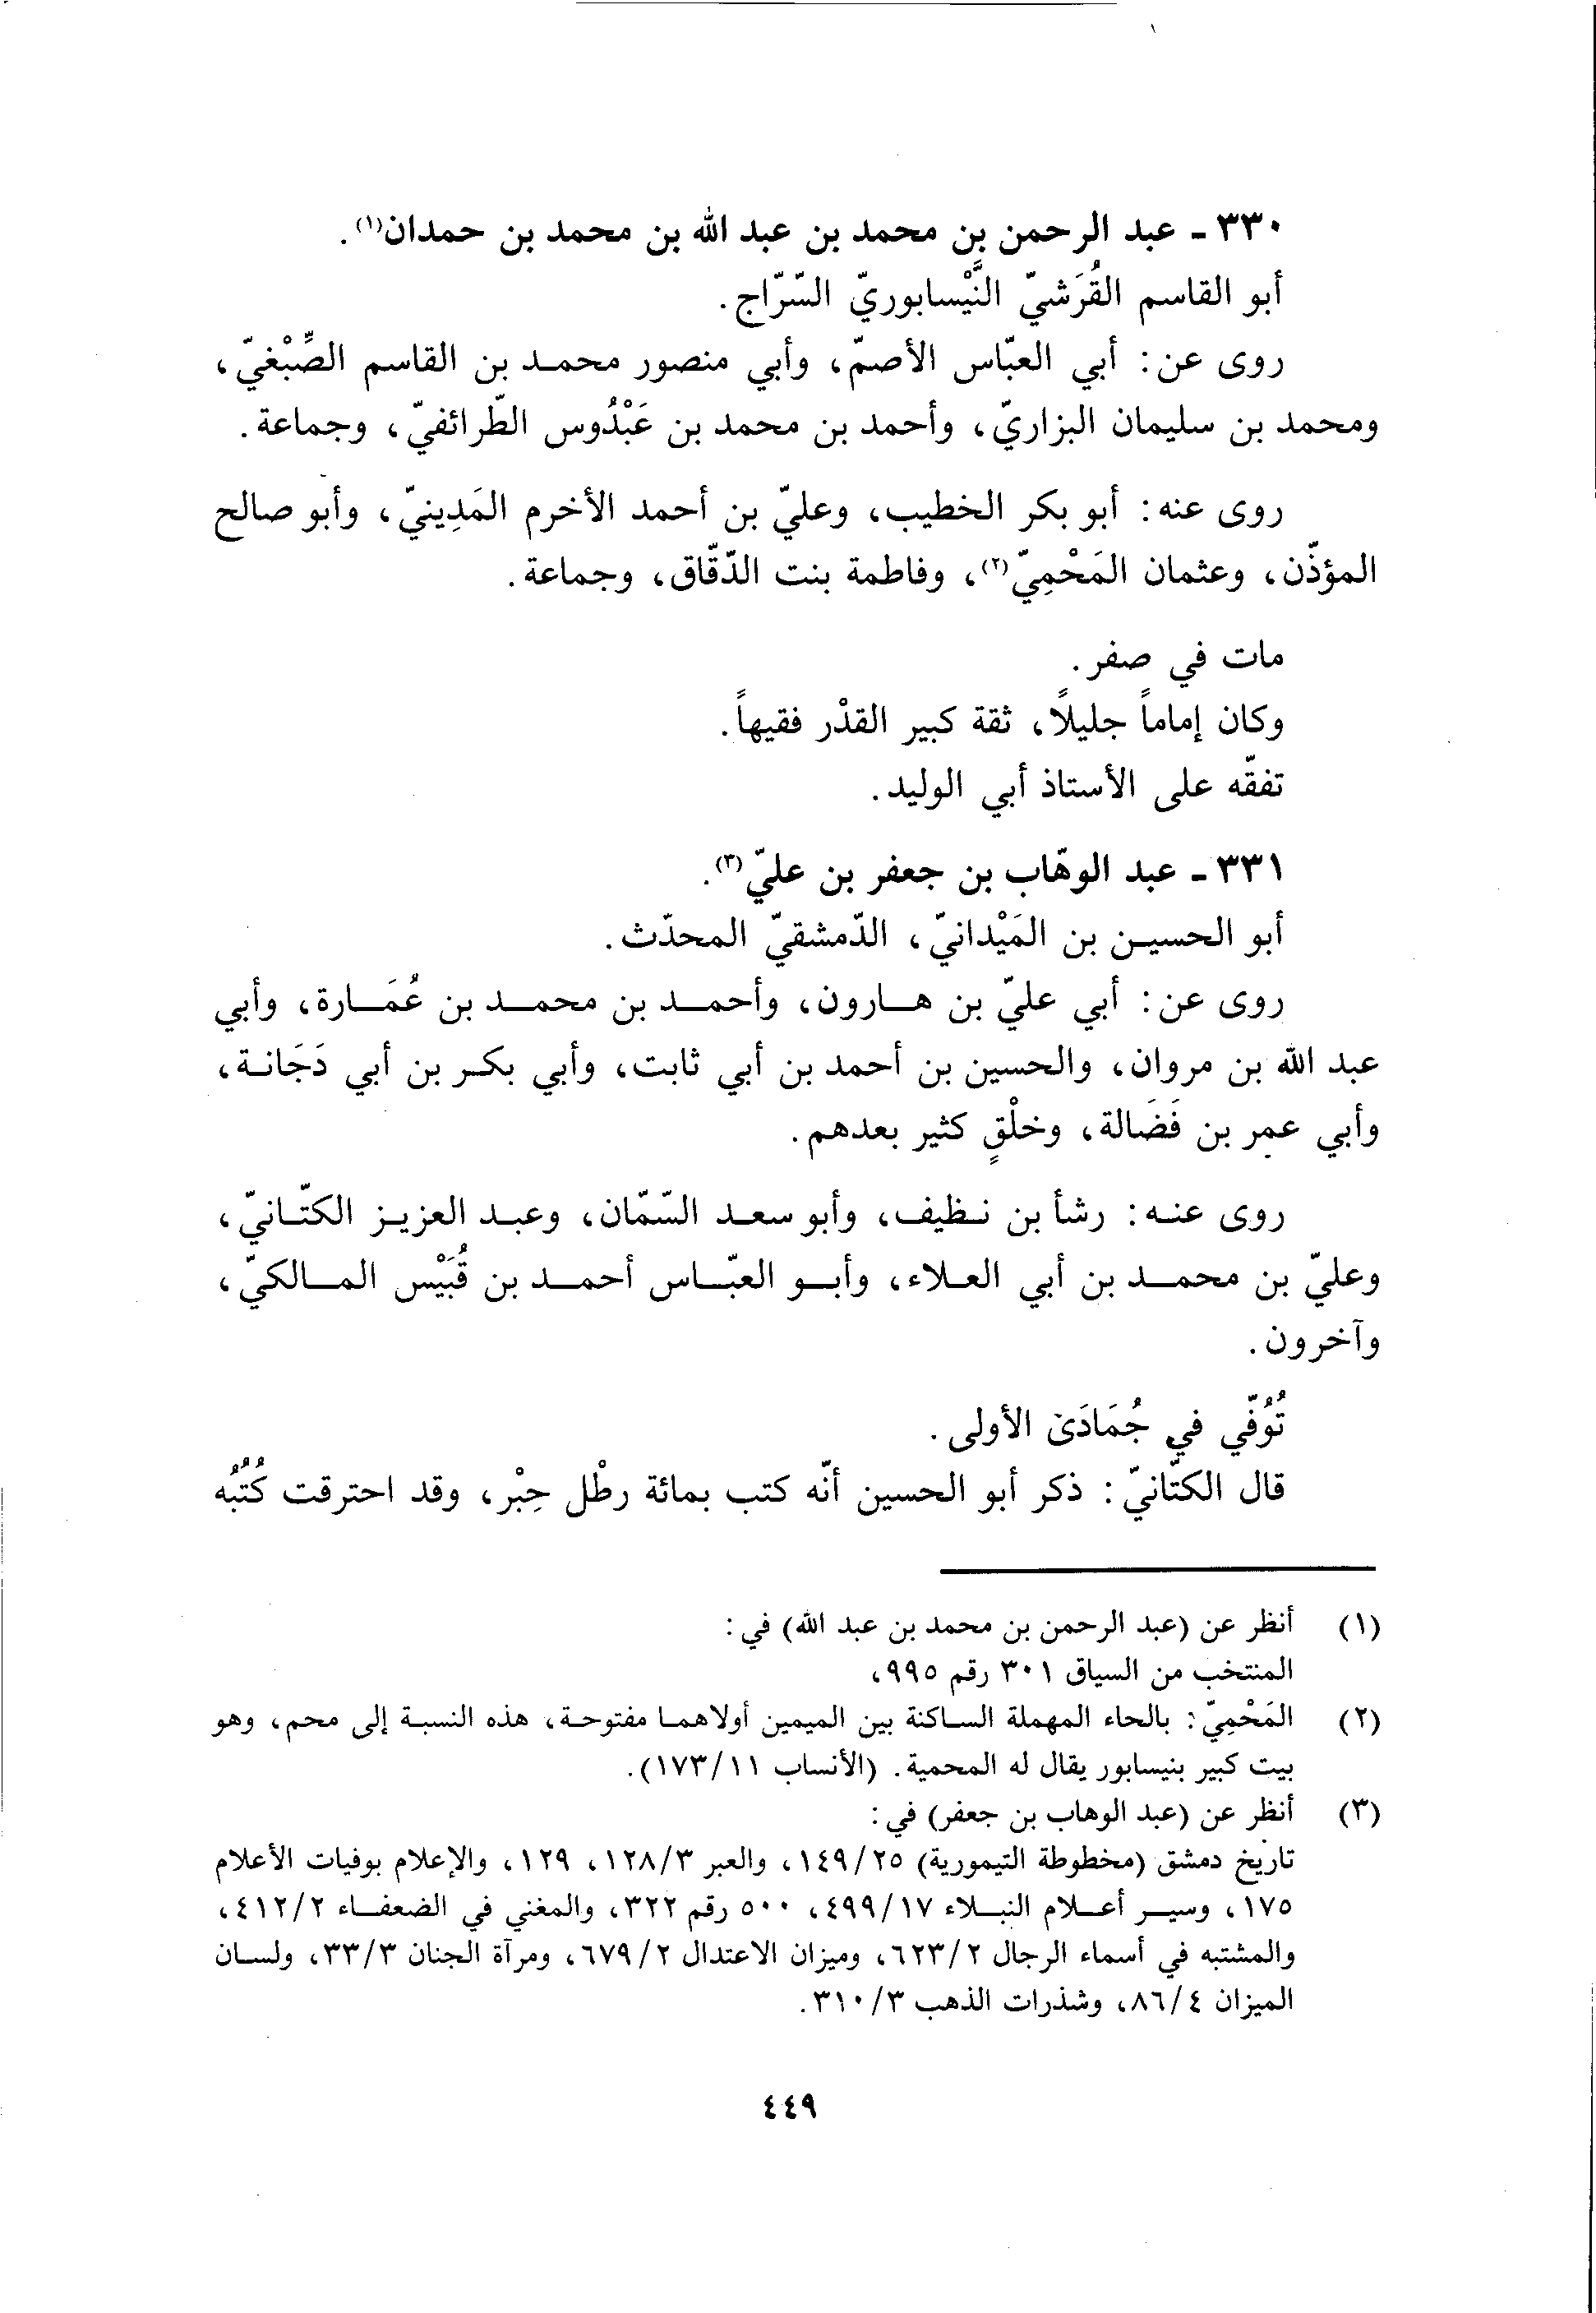 ٣٣٠ - عبد الرحمن بن محمد بن عبد الله بن محمد بن حمدان(١).
أبو القاسم القُرَشيّ النَّيْسابوريّ السّرّاج.
روى عن: أبي العبّاس الأصمّ، وأبي منصور محمد بن القاسم الصِّبْغيّ،
ومحمد بن سليمان البزاريّ، وأحمد بن محمد بن عَبْدُوس الطّرائفيّ، وجماعة.
روى عنه: أبو بكر الخطيب، وعليّ بن أحمد الأخرم المَدِينيّ، وأبو صالح
المؤذّن، وعثمان المَحْمِيّ(٢)، وفاطمة بنت الدّقّاق، وجماعة.
مات في صفر.
وكان إماماً جليلاً، ثقة كبير القدْر فقيهاً.
تفقّه على الأستاذ أبي الوليد.
٣٣١ - عبد الوهّاب بن جعفر بن عليّ(٣).
أبو الحسين بن المَيْدانيّ، الدّمشقيّ المحدّث.
روى عن: أبي عليّ بن هارون، وأحمد بن محمد بن عُمَارة، وأبي
عبد الله بن مروان، والحسين بن أحمد بن أبي ثابت، وأبي بكر بن أبي دَجَانة،
وأبي عمر بن فَضَالة، وخلْقٍ كثير بعدهم.
روى عنه: رشأ بن نظيف، وأبو سعد السّمّان، وعبد العزيز الكتّانيّ،
وعليّ بن محمد بن أبي العلاء، وأبو العبّاس أحمد بن قُبَيْس المالكيّ،
وآخرون.
تُوُفّي في جُمَادَىٰ الأولى.
قال الكتّانيّ: ذكر أبو الحسين أنّه كتب بمائة رطْل حِبْر، وقد احترقت كُتُبُه
(١) أنظر عن (عبد الرحمن بن محمد بن عبد الله) في:
المنتخب من السياق ٣٠١ رقم ٩٩٥،
(٢) المَحْمِيّ: بالحاء المهملة الساكنة بين الميمين أولاهما مفتوحة، هذه النسبة إلى محم، وهو
بيت كبير بنيسابور يقال له المحمية. (الأنساب ١٧٣/١١).
(٣) أنظر عن (عبد الوهاب بن جعفر) في:
تاريخ دمشق (مخطوطة التيمورية) ١٤٩/٢٥، والعبر ١٢٨/٣، ١٢٩، والإعلام بوفيات الأعلام
١٧٥، وسير أعلام النبلاء ٤٩٩/١٧، ٥٠٠ رقم ٣٢٢، والمغني في الضعفاء ٤١٢/٢،
والمشتبه في أسماء الرجال ٦٢٣/٢، وميزان الاعتدال ٦٧٩/٢، ومرآة الجنان ٣٣/٣، ولسان
الميزان ٨٦/٤، وشذرات الذهب ٣١٠/٣.
٤٤٩